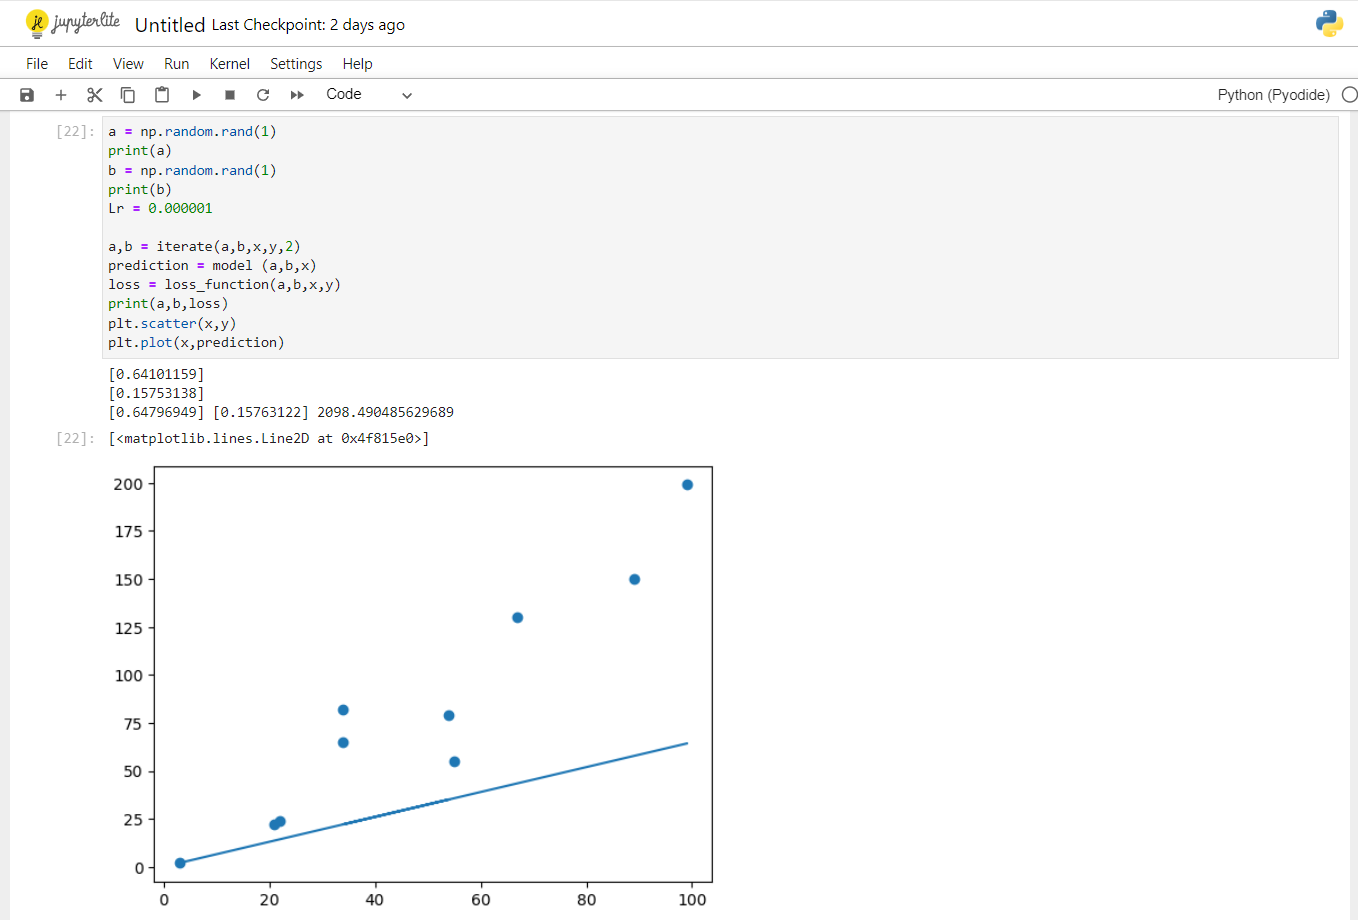 jupyterlite Untitled Last Checkpoint: 2 days ago
File Edit View Run Kernel Settings Help
Code Python (Pyodide)
[22]: a = np.random.rand(1)
print(a)
b = np.random.rand(1)
print(b)
Lr = 0.000001
a,b = iterate(a,b,x,y,2)
prediction = model (a,b,x)
loss = loss_function(a,b,x,y)
print(a,b,loss)
plt.scatter(x,y)
plt.plot(x,prediction)
[0.64101159]
[0.15753138]
[0.64796949] [0.15763122] 2098.490485629689
[22]: [<matplotlib.lines.Line2D at 0x4f815e0>]
200
175
150
125
100
75
50
25
0
0 20 40 60 80 100